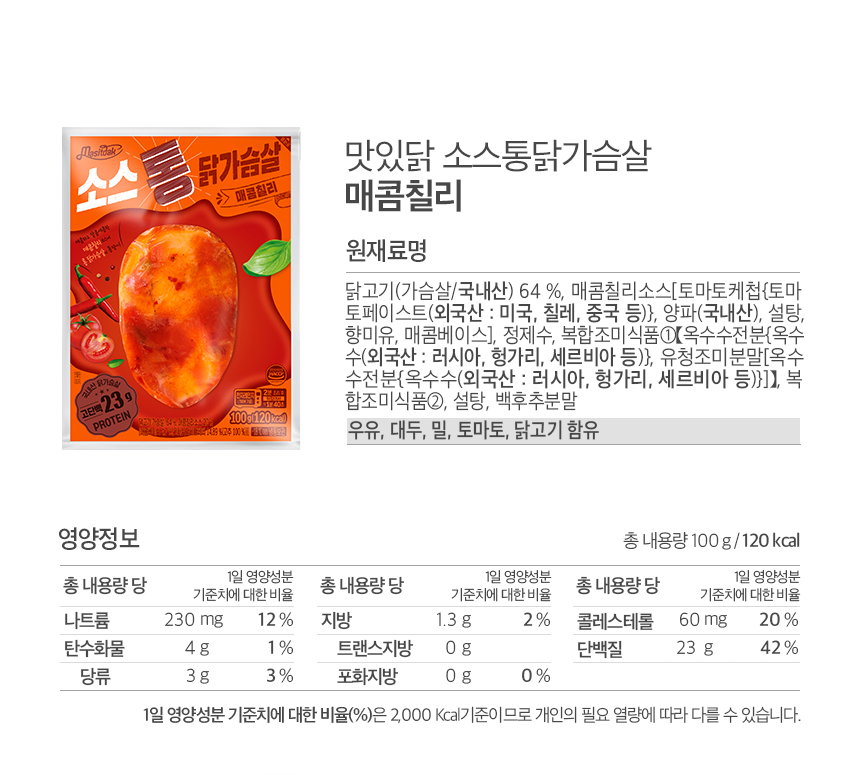 Masitdak
소스 통 닭가슴살
매콤칠리
국내산 닭가슴살
고단백 23 g
PROTEIN
HACCP
100 g(120 kcal)
맛있닭 소스통닭가슴살
매콤칠리
원재료명
닭고기(가슴살/국내산) 64 %, 매콤칠리소스[토마토케첩{토마
토페이스트(외국산 : 미국, 칠레, 중국 등)}, 양파(국내산), 설탕,
향미유, 매콤베이스], 정제수, 복합조미식품①【옥수수전분{옥수
수(외국산 : 러시아, 헝가리, 세르비아 등)}, 유청조미분말[옥수
수전분{옥수수(외국산 : 러시아, 헝가리, 세르비아 등)}]】, 복
합조미식품②, 설탕, 백후추분말
우유, 대두, 밀, 토마토, 닭고기 함유
영양정보
총 내용량 100 g / 120 kcal
총 내용량 당 1일 영양성분 기준치에 대한 비율 총 내용량 당 1일 영양성분 기준치에 대한 비율 총 내용량 당 1일 영양성분 기준치에 대한 비율
나트륨 230 mg 12 % 지방 1.3 g 2 % 콜레스테롤 60 mg 20 %
탄수화물 4 g 1 % 트랜스지방 0 g 단백질 23 g 42 %
당류 3 g 3 % 포화지방 0 g 0 %
1일 영양성분 기준치에 대한 비율(%)은 2,000 Kcal기준이므로 개인의 필요 열량에 따라 다를 수 있습니다.